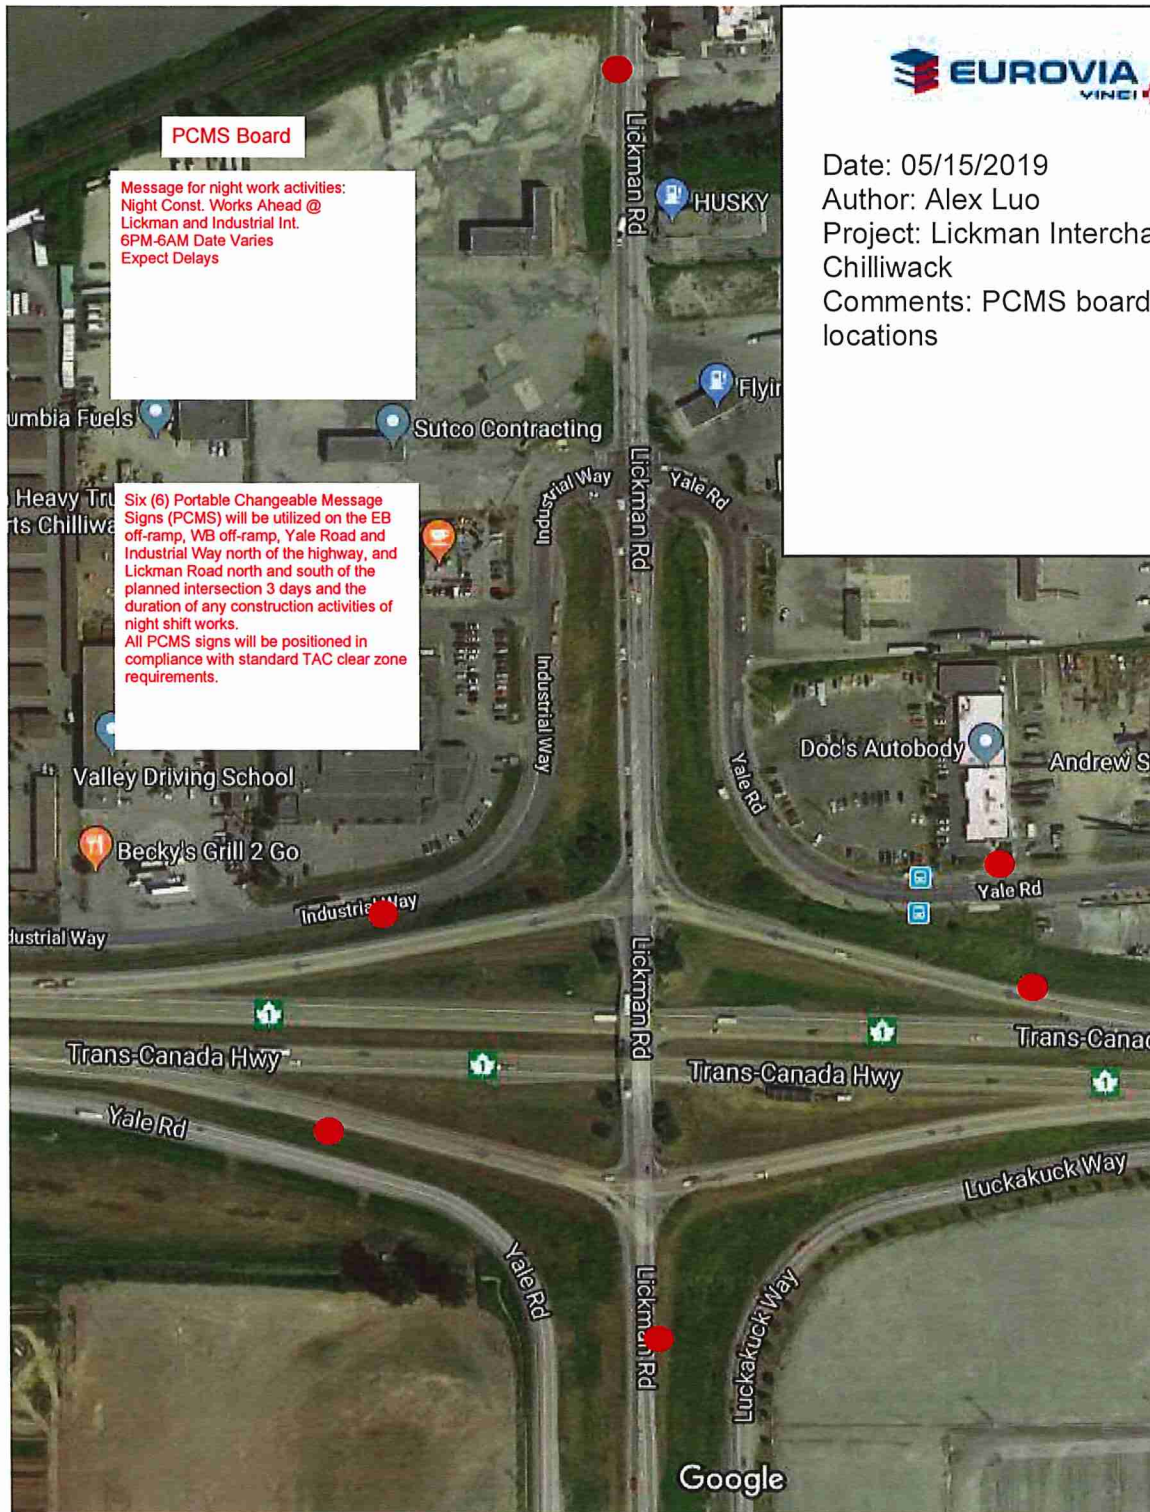 EUROVIA
VINCI
Date: 05/15/2019
Author: Alex Luo
Project: Lickman Intercha
Chilliwack
Comments: PCMS board
locations
PCMS Board
Message for night work activities:
Night Const. Works Ahead @
Lickman and Industrial Int.
6PM-6AM Date Varies
Expect Delays
Lickman Rd
HUSKY
Flyin
umbia Fuels
Sutco Contracting
Industrial Way
Lickman Rd
Yale Rd
Heavy Tru
rts Chilliwa
Six (6) Portable Changeable Message
Signs (PCMS) will be utilized on the EB
off-ramp, WB off-ramp, Yale Road and
Industrial Way north of the highway, and
Lickman Road north and south of the
planned intersection 3 days and the
duration of any construction activities of
night shift works.
All PCMS signs will be positioned in
compliance with standard TAC clear zone
requirements.
Industrial Way
Yale Rd
Doc's Autobody
Andrew S
Valley Driving School
Becky's Grill 2 Go
Yale Rd
Industrial Way
dustrial Way
Lickman Rd
1
1
Trans-Canad
Trans-Canada Hwy
1
Trans-Canada Hwy
1
Yale Rd
Luckakuck Way
Yale Rd
Lickman Rd
Luckakuck Way
Google